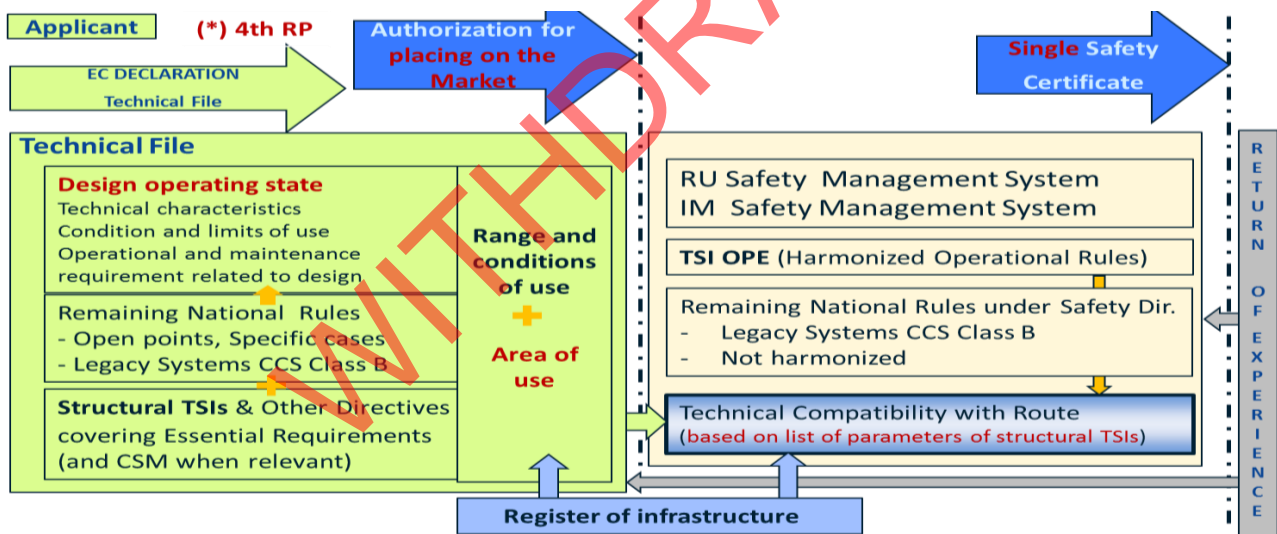 Applicant
(*) 4th RP
EC DECLARATION
Technical File
Authorization for
placing on the
Market
Single Safety
Certificate
Technical File
Design operating state
Technical characteristics
Condition and limits of use
Operational and maintenance
requirement related to design
Remaining National Rules
- Open points, Specific cases
- Legacy Systems CCS Class B
Structural TSIs & Other Directives
covering Essential Requirements
(and CSM when relevant)
Range and
conditions
of use
Area of
use
RU Safety Management System
IM Safety Management System
TSI OPE (Harmonized Operational Rules)
Remaining National Rules under Safety Dir.
- Legacy Systems CCS Class B
- Not harmonized
Technical Compatibility with Route
(based on list of parameters of structural TSIs)
Register of infrastructure
RETURN OF EXPERIENCE